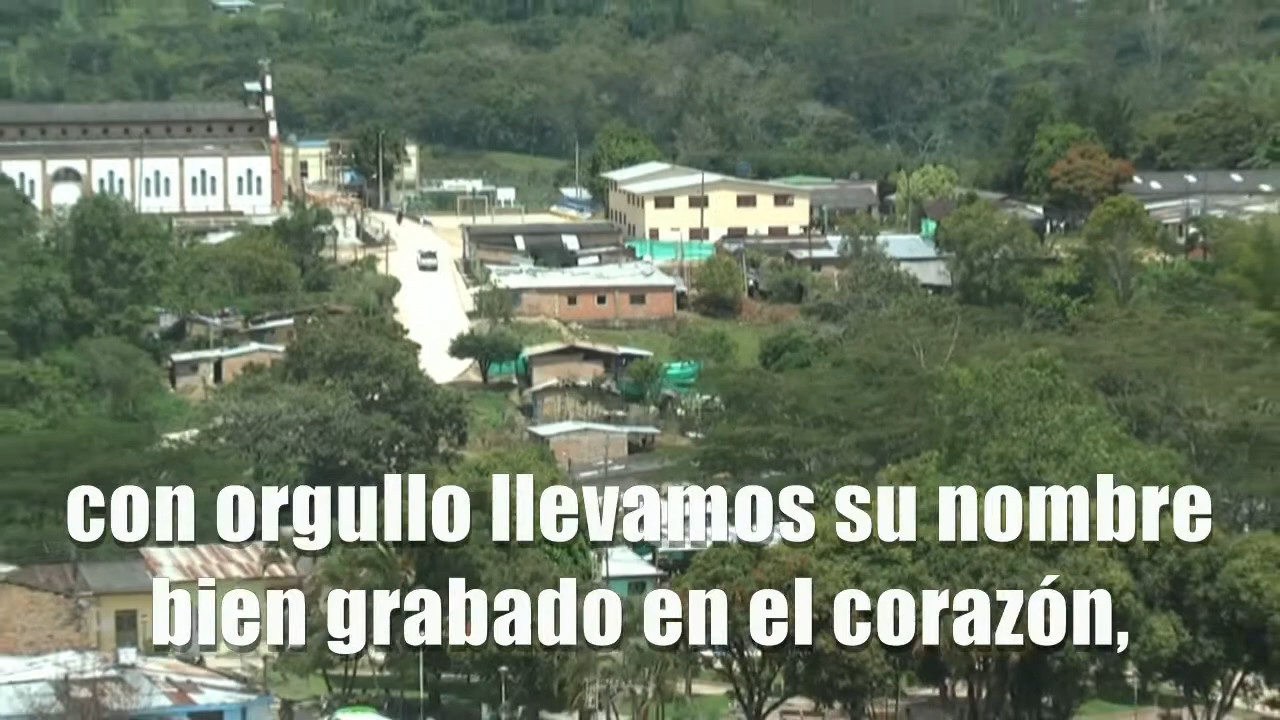 con orgullo llevamos su nombre
bien grabado en el corazón,